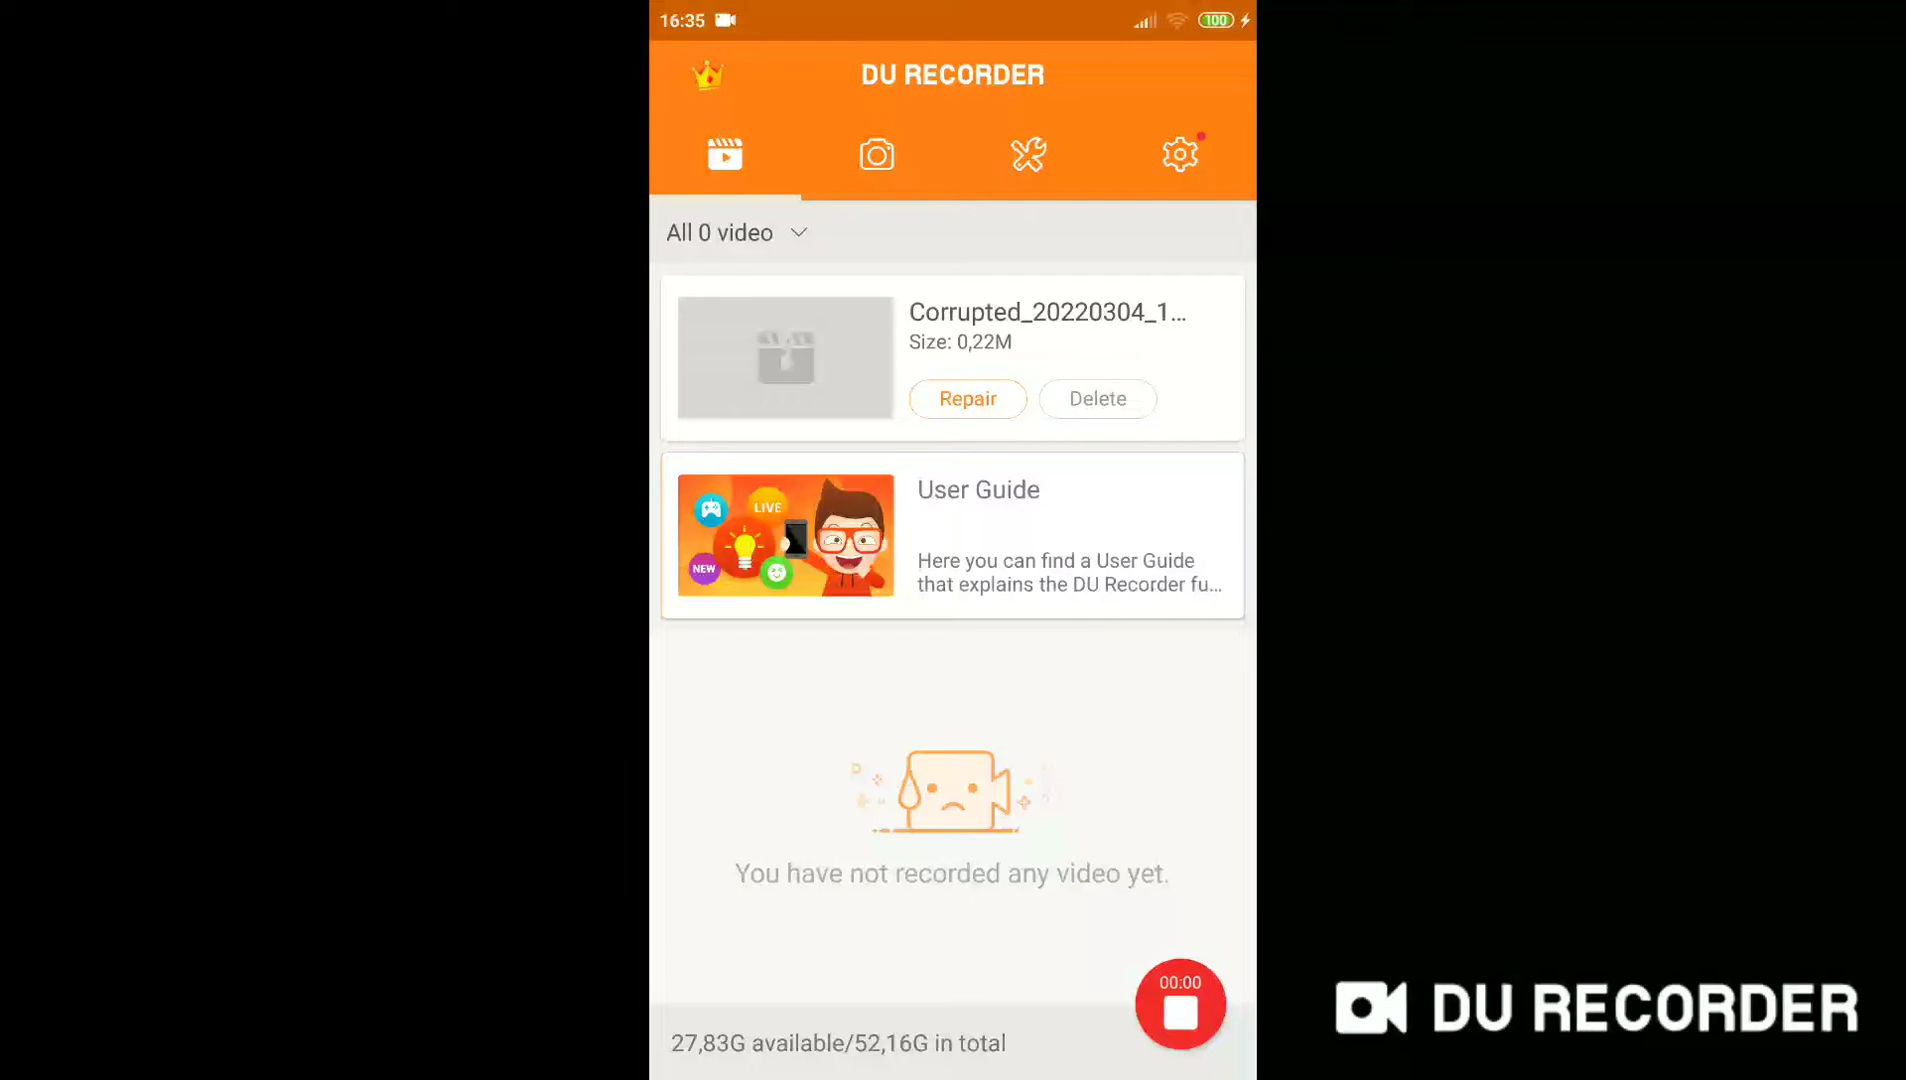 16:35
100
DU RECORDER
All 0 video
Corrupted_20220304_1...
Size: 0,22M
Repair
Delete
LIVE
NEW
User Guide
Here you can find a User Guide
that explains the DU Recorder fu...
You have not recorded any video yet.
00:00
27,83G available/52,16G in total
DU RECORDER